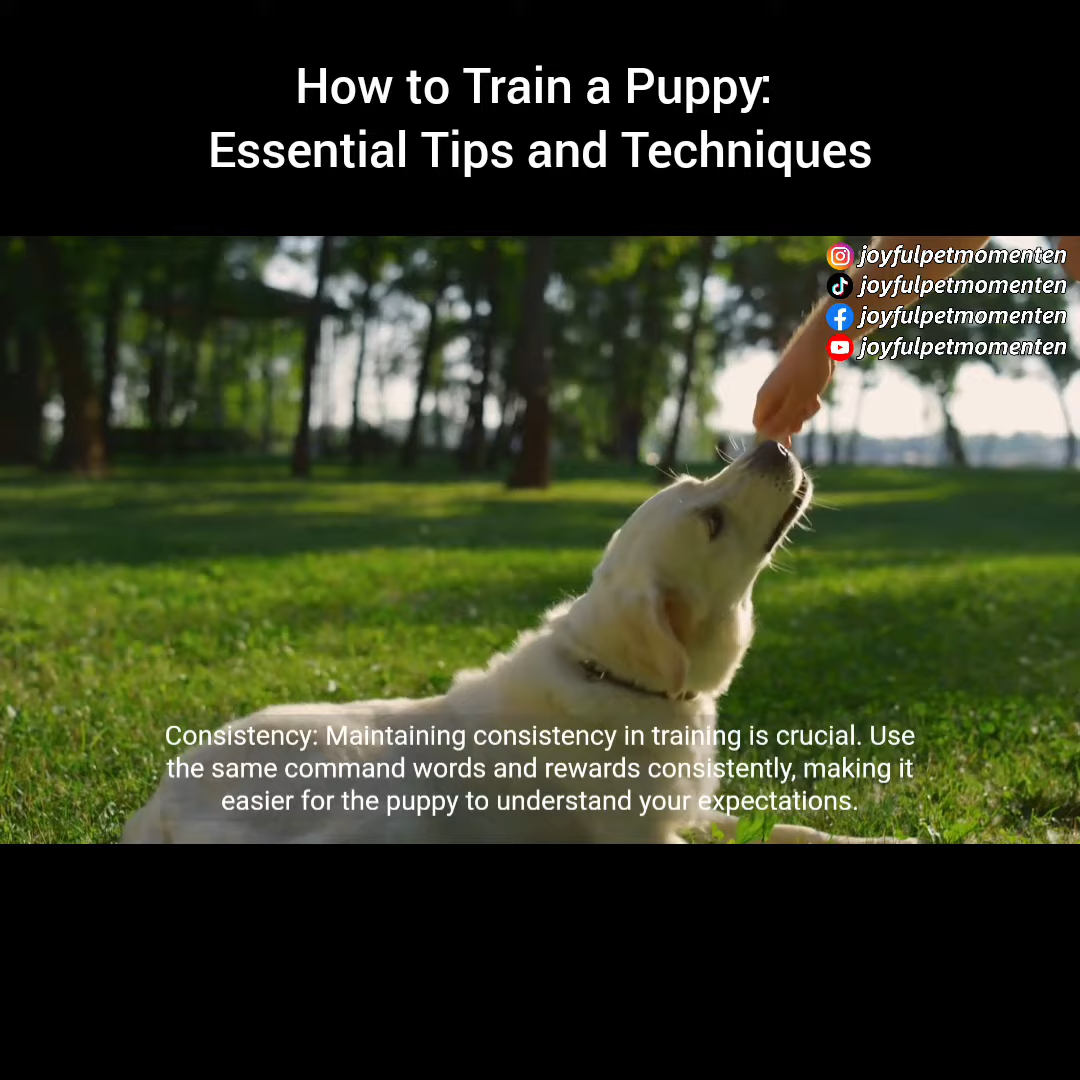 How to Train a Puppy:
Essential Tips and Techniques
joyfulpetmomenten
joyfulpetmomenten
joyfulpetmomenten
joyfulpetmomenten
Consistency: Maintaining consistency in training is crucial. Use
the same command words and rewards consistently, making it
easier for the puppy to understand your expectations.